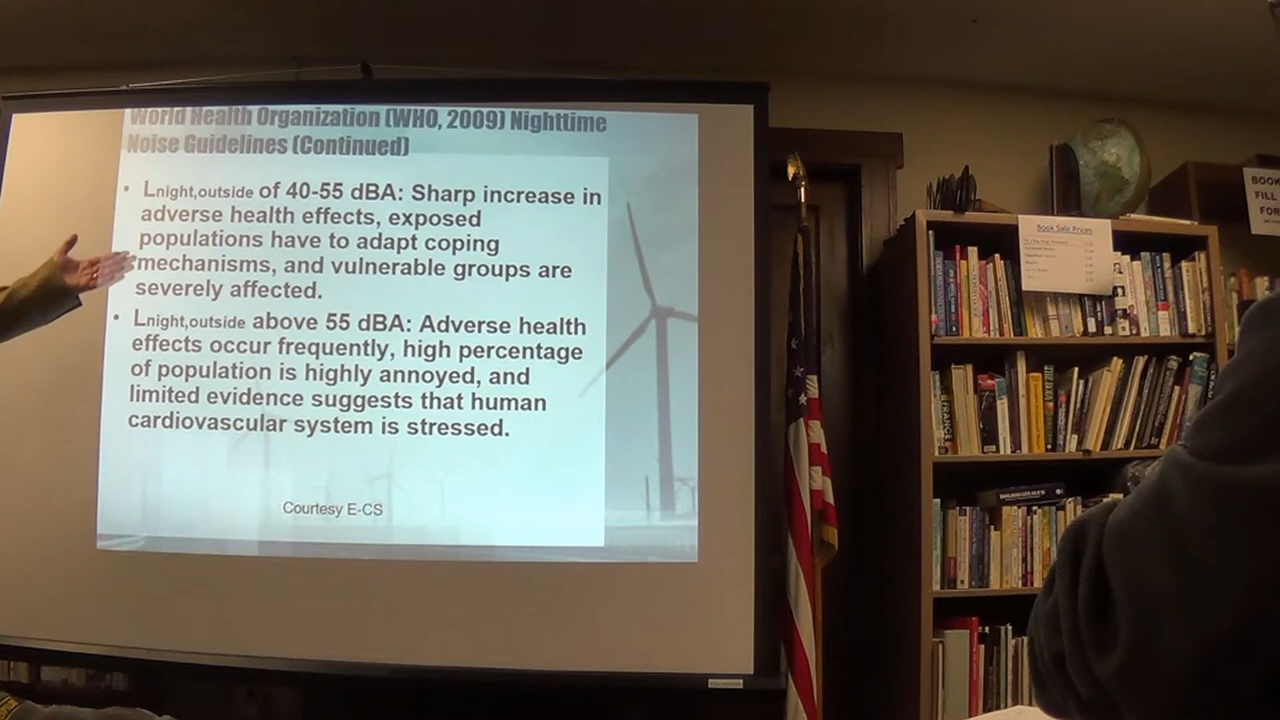 World Health Organization (WHO, 2009) Nighttime
Noise Guidelines (Continued)
• Lnight,outside of 40-55 dBA: Sharp increase in
adverse health effects, exposed
populations have to adapt coping
mechanisms, and vulnerable groups are
severely affected.
• Lnight,outside above 55 dBA: Adverse health
effects occur frequently, high percentage
of population is highly annoyed, and
limited evidence suggests that human
cardiovascular system is stressed.
Courtesy E-CS
Book Sale Prices
BOOK
FILL
FOR